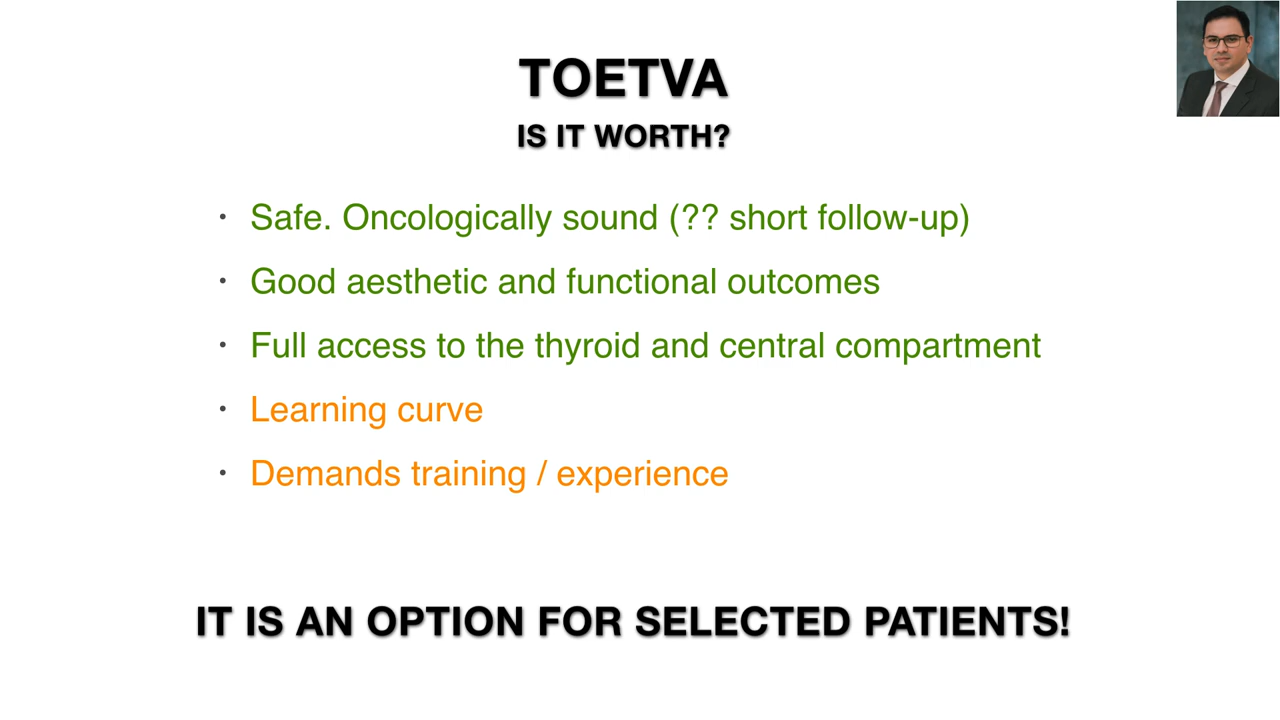 TOETVA
IS IT WORTH?
• Safe. Oncologically sound (?? short follow-up)
• Good aesthetic and functional outcomes
• Full access to the thyroid and central compartment
• Learning curve
• Demands training / experience
IT IS AN OPTION FOR SELECTED PATIENTS!